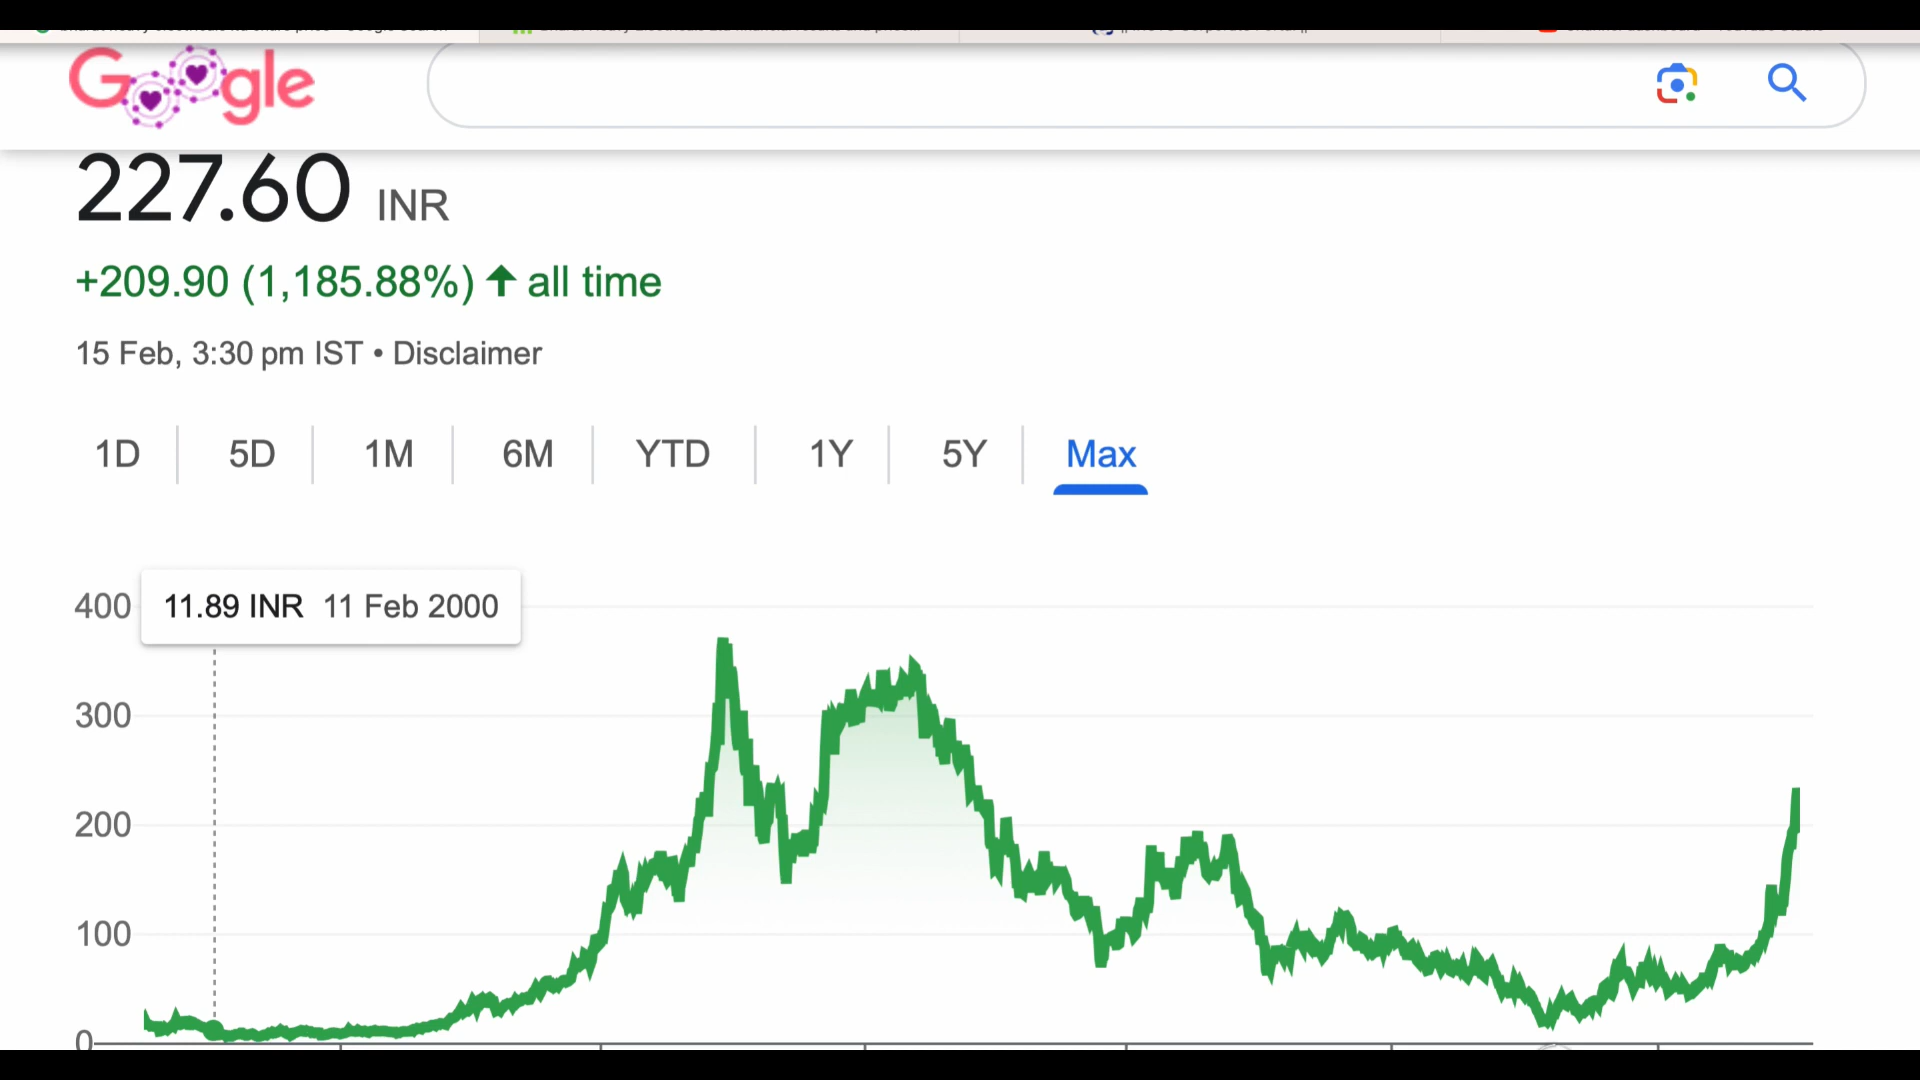 Google
227.60 INR
+209.90 (1,185.88%) ↑ all time
15 Feb, 3:30 pm IST • Disclaimer
1D 5D 1M 6M YTD 1Y 5Y Max
11.89 INR 11 Feb 2000
400
300
200
100
0